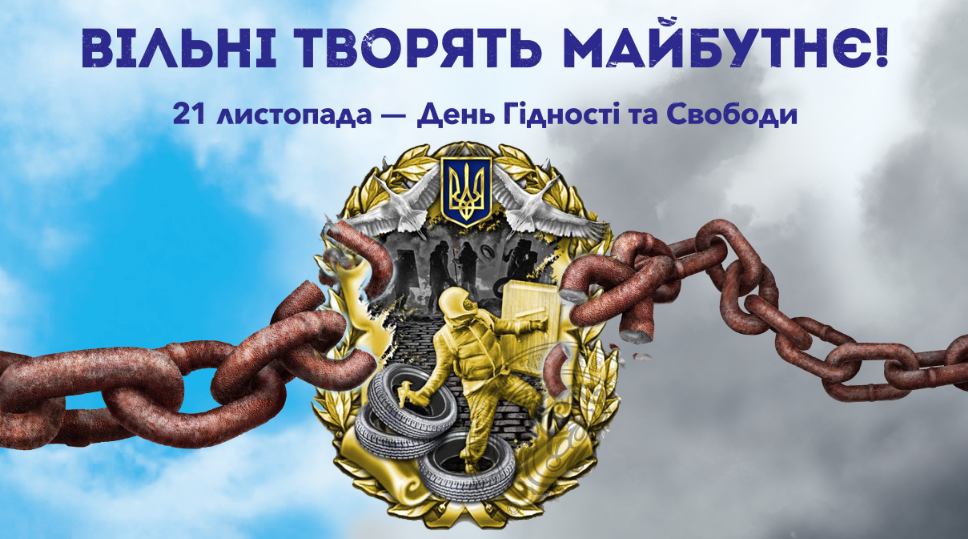 ВІЛЬНІ ТВОРЯТЬ МАЙБУТНЄ!
21 листопада — День Гідності та Свободи